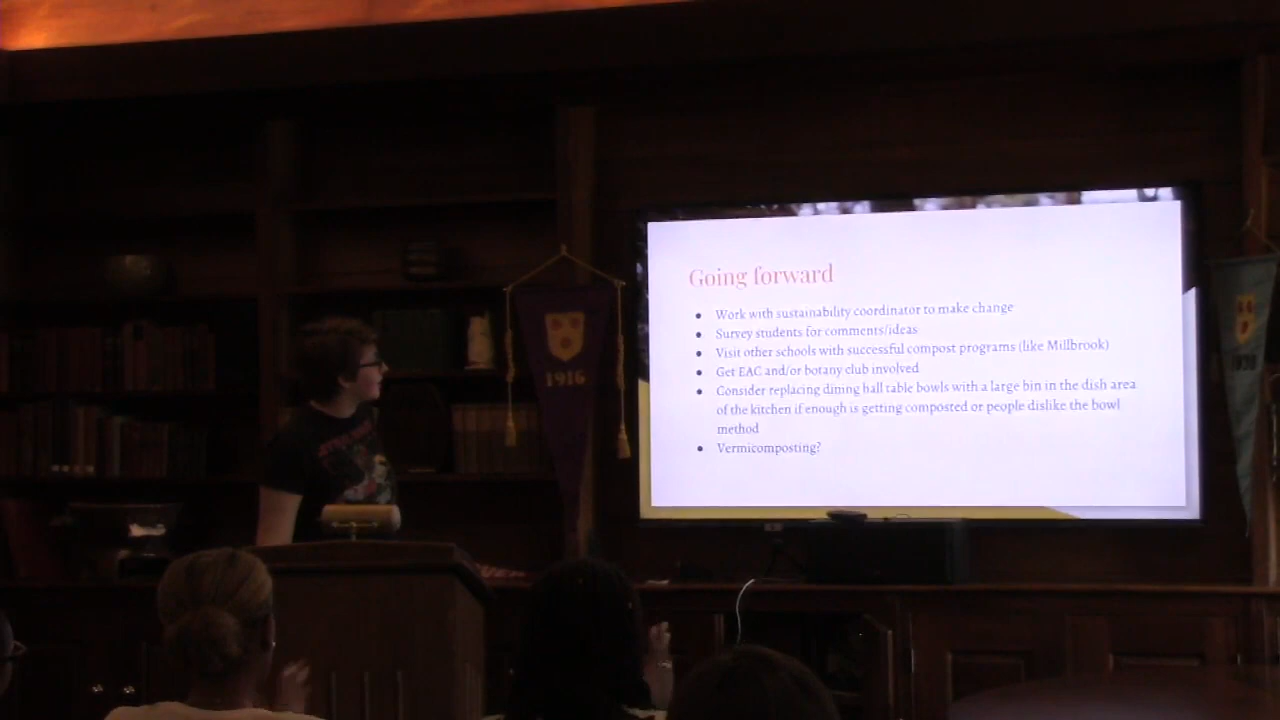 Going forward
● Work with sustainability coordinator to make change
● Survey students for comments/ideas
● Visit other schools with successful compost programs (like Millbrook)
● Get EAC and/or botany club involved
● Consider replacing dining hall table bowls with a large bin in the dish area
of the kitchen if enough is getting composted or people dislike the bowl
method
● Vermicomposting?
1916